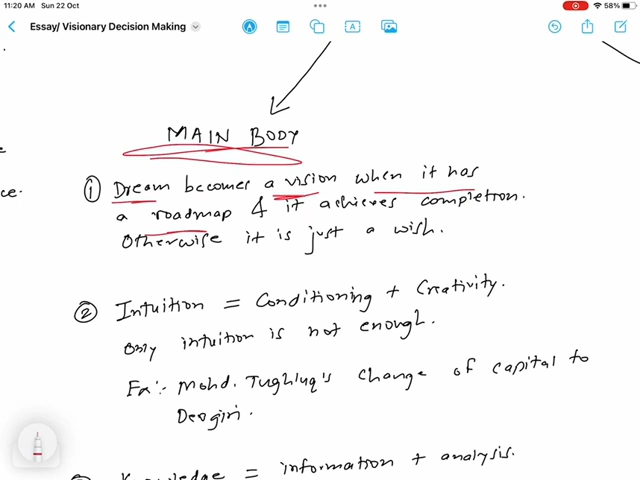 11:20 AM Sun 22 Oct
58%
Essay/ Visionary Decision Making
MAIN BODY
ce.
① Dream becomes a vision when it has
a roadmap & it achieves completion.
Otherwise it is just a wish.
② Intuition = Conditioning + Creativity.
Only intuition is not enough.
Ex:- Mohd. Tughluq's change of capital to
Deogiri.
Knowledge = information + analysis.